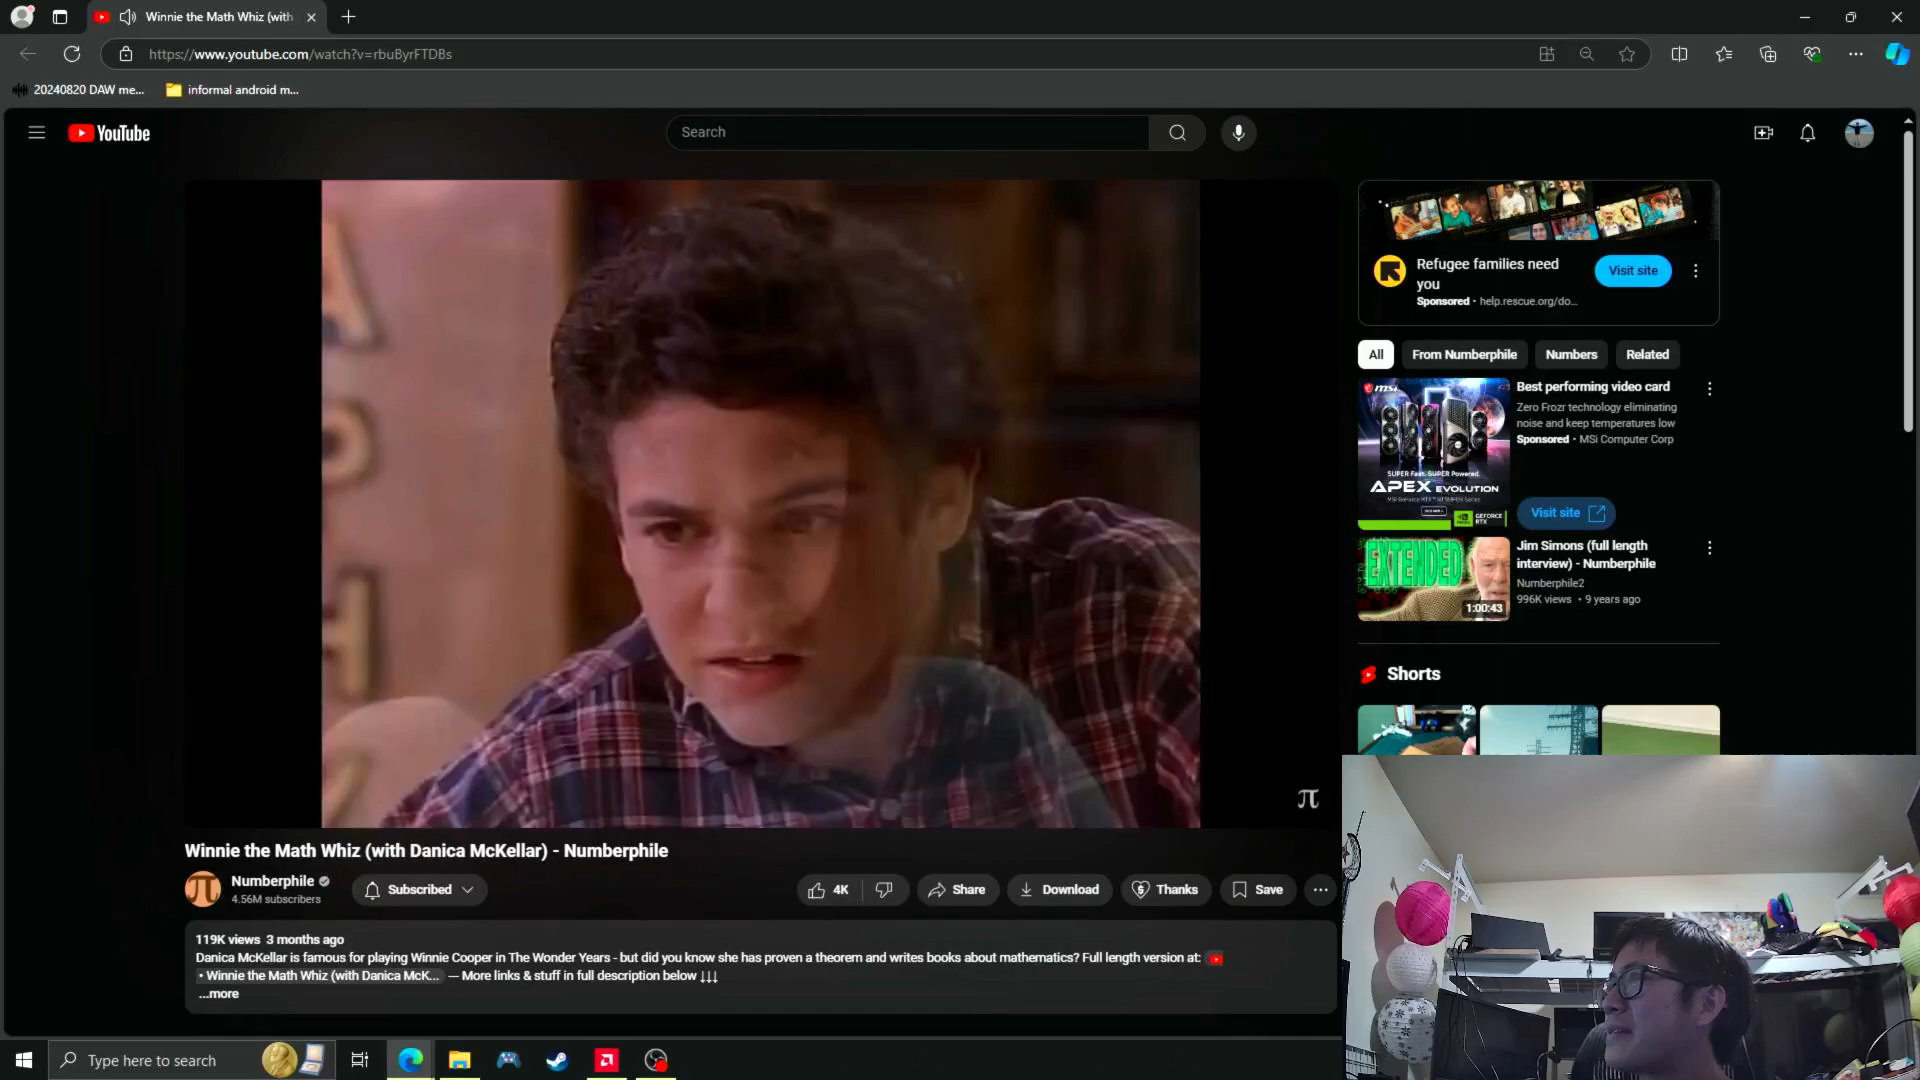 Winnie the Math Whiz (with
https://www.youtube.com/watch?v=rbuByrFTDBs
20240820 DAW me...
informal android m...
YouTube
Search
Refugee families need
you
Visit site
Sponsored · help.rescue.org/do...
All
From Numberphile
Numbers
Related
msi
SUPER Fast. SUPER Powered.
APEX EVOLUTION
GEFORCE
RTX
Best performing video card
Zero Frozr technology eliminating
noise and keep temperatures low
Sponsored · MSi Computer Corp
Visit site
EXTENDED
1:00:43
Jim Simons (full length
interview) - Numberphile
Numberphile2
996K views • 9 years ago
Shorts
π
Winnie the Math Whiz (with Danica McKellar) - Numberphile
Numberphile
4.56M subscribers
Subscribed
4K
Share
Download
Thanks
Save
119K views 3 months ago
Danica McKellar is famous for playing Winnie Cooper in The Wonder Years - but did you know she has proven a theorem and writes books about mathematics? Full length version at:
• Winnie the Math Whiz (with Danica McK... — More links & stuff in full description below ↓↓↓
...more
Type here to search